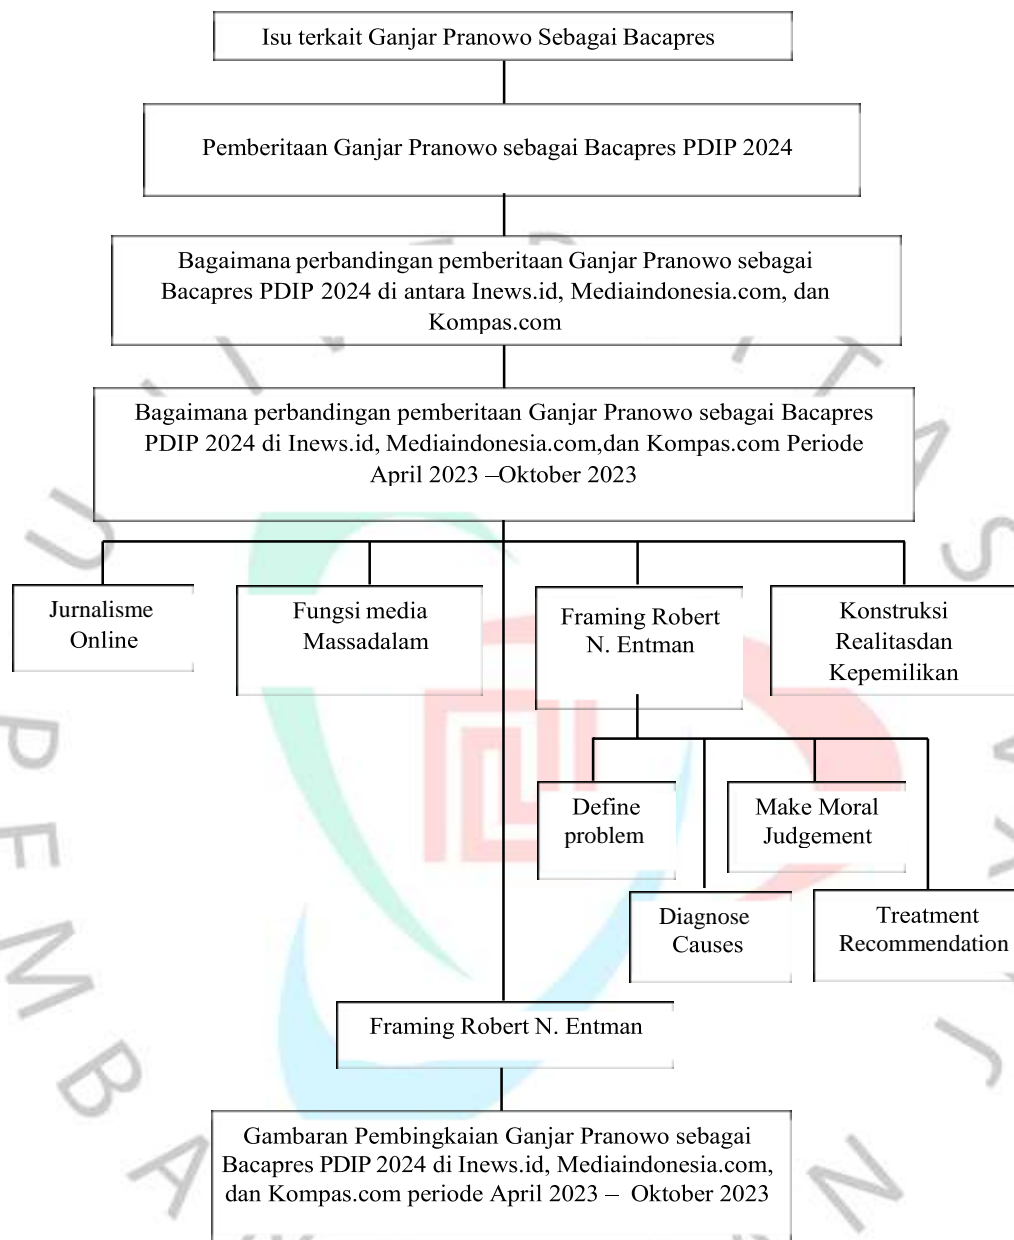 Isu terkait Ganjar Pranowo Sebagai Bacapres
Pemberitaan Ganjar Pranowo sebagai Bacapres PDIP 2024
Bagaimana perbandingan pemberitaan Ganjar Pranowo sebagai
Bacapres PDIP 2024 di antara Inews.id, Mediaindonesia.com, dan
Kompas.com
Bagaimana perbandingan pemberitaan Ganjar Pranowo sebagai Bacapres
PDIP 2024 di Inews.id, Mediaindonesia.com,dan Kompas.com Periode
April 2023 –Oktober 2023
Jurnalisme
Online
Fungsi media
Massadalam
Framing Robert
N. Entman
Konstruksi
Realitasdan
Kepemilikan
Define
problem
Make Moral
Judgement
Diagnose
Causes
Treatment
Recommendation
Framing Robert N. Entman
Gambaran Pembingkaian Ganjar Pranowo sebagai
Bacapres PDIP 2024 di Inews.id, Mediaindonesia.com,
dan Kompas.com periode April 2023 – Oktober 2023